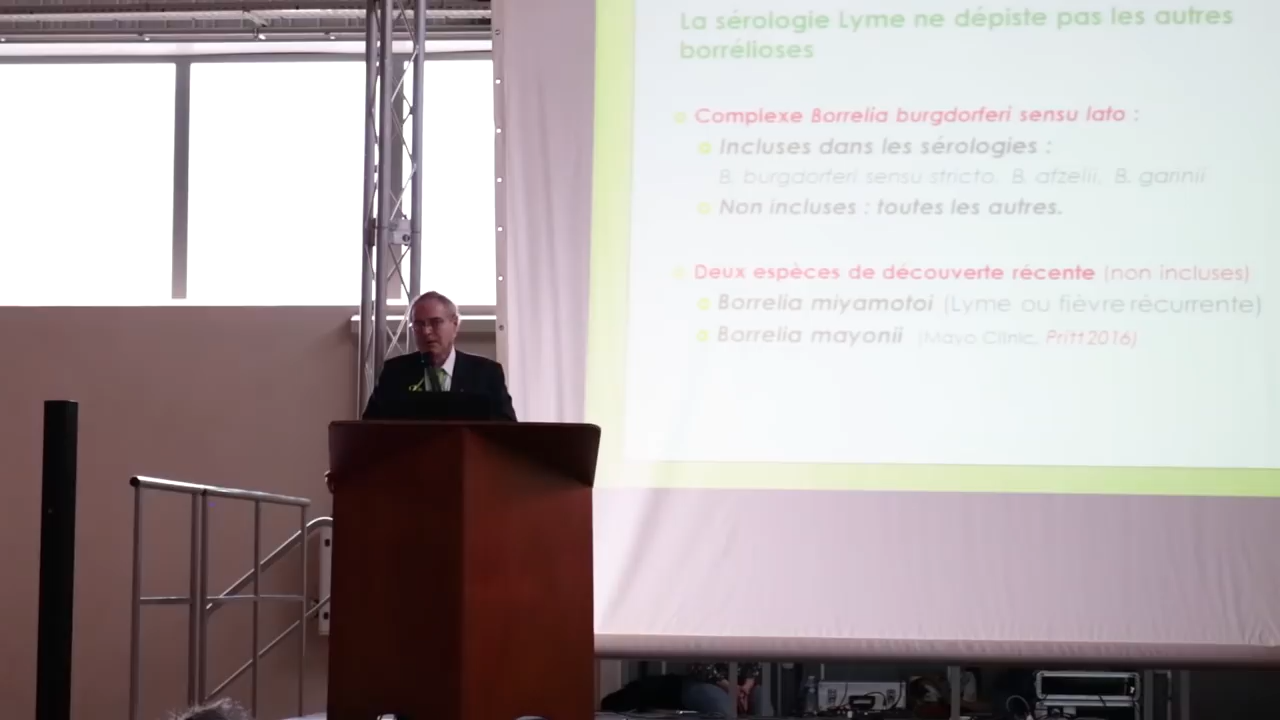 La sérologie Lyme ne dépiste pas les autres
borrélioses
Complexe Borrelia burgdorferi sensu lato :
Incluses dans les sérologies :
B. burgdorferi sensu stricto, B. afzelii, B. garinii
Non incluses : toutes les autres.
Deux espèces de découverte récente (non incluses)
Borrelia miyamotoi (Lyme ou fièvre récurrente)
Borrelia mayonii (Mayo Clinic, Pritt 2016)